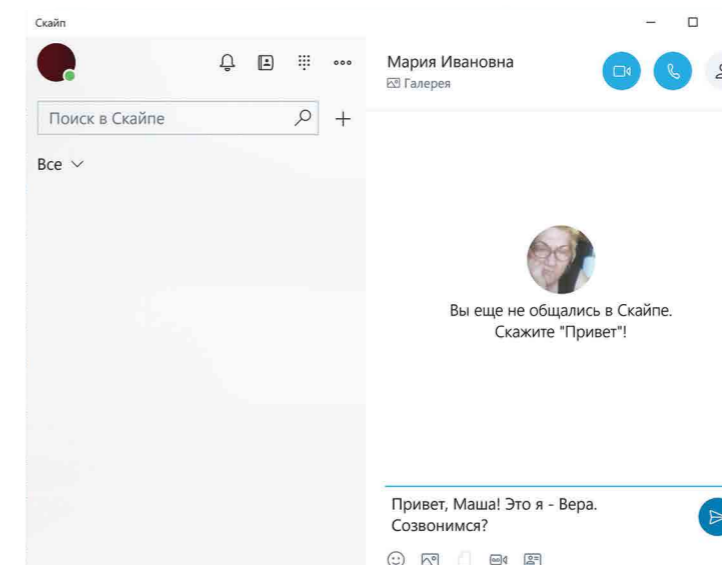 Скайп
Поиск в Скайпе
Все
Мария Ивановна
Галерея
Вы еще не общались в Скайпе.
Скажите "Привет"!
Привет, Маша! Это я - Вера.
Созвонимся?